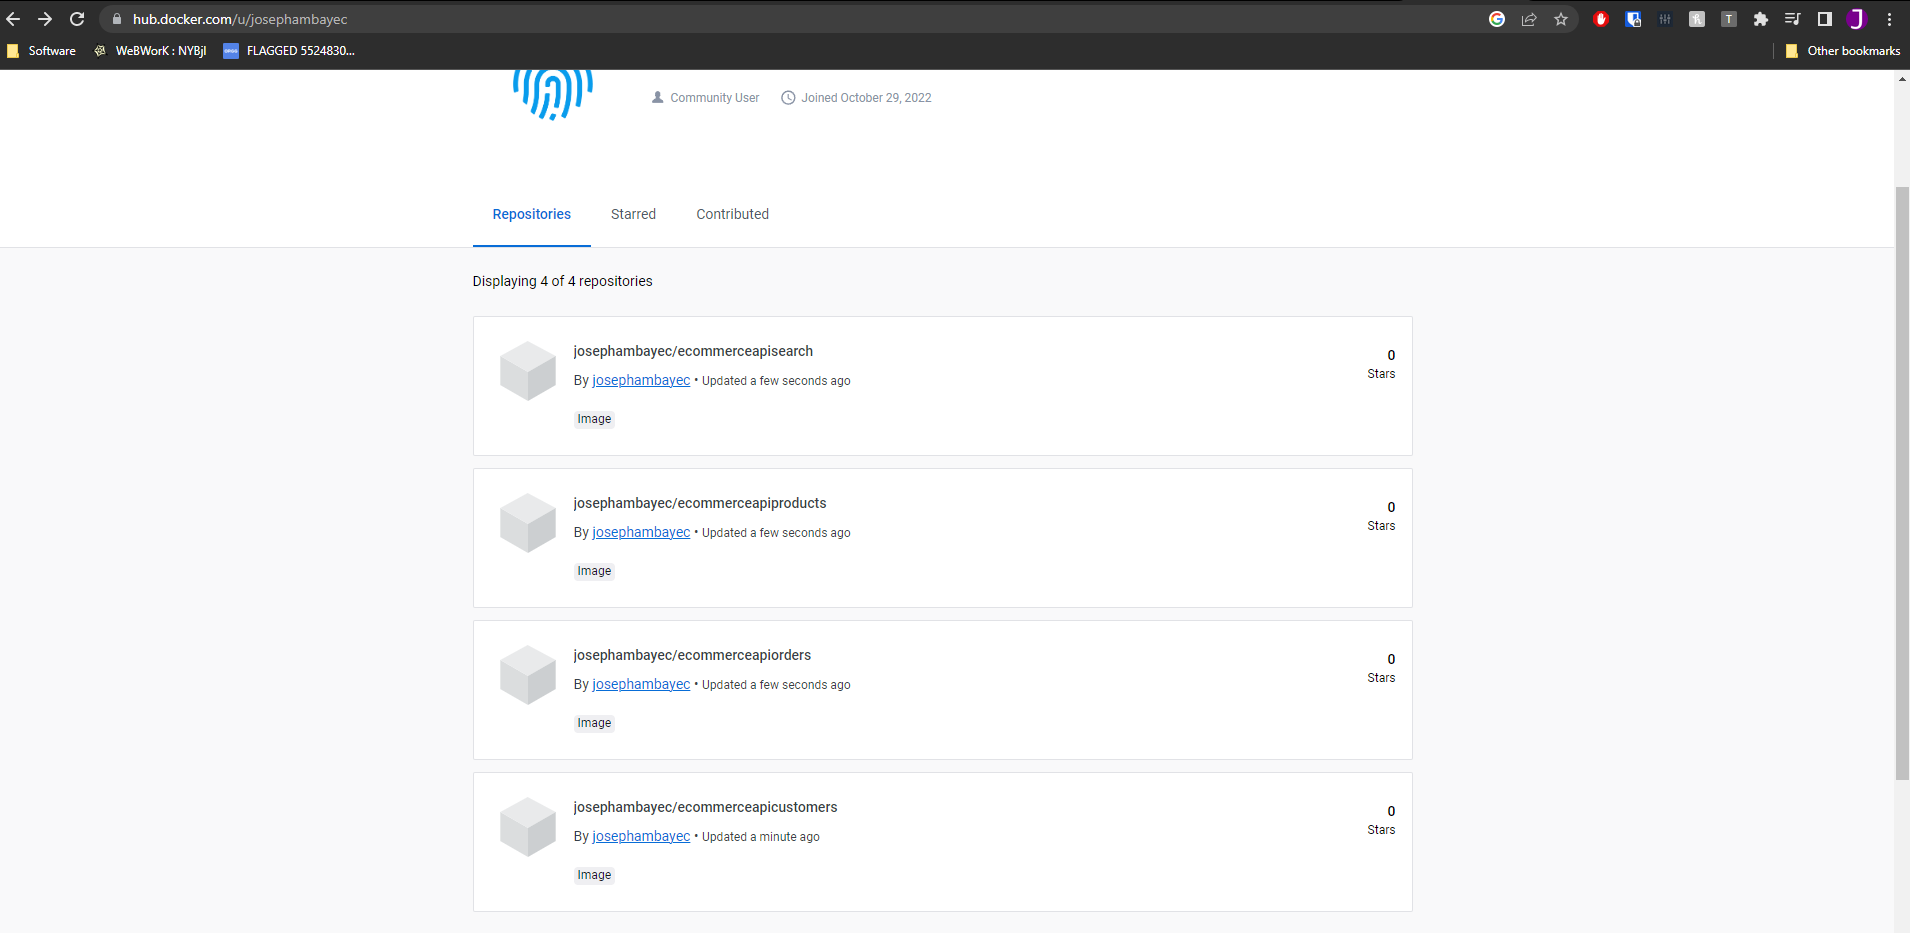 hub.docker.com/u/josephambayec
J
Software WeBWorK : NYBjl FLAGGED 5524830... Other bookmarks
Community User Joined October 29, 2022
Repositories Starred Contributed
Displaying 4 of 4 repositories
josephambayec/ecommerceapisearch
0
By josephambayec • Updated a few seconds ago
Stars
Image
josephambayec/ecommerceapiproducts
0
By josephambayec • Updated a few seconds ago
Stars
Image
josephambayec/ecommerceapiorders
0
By josephambayec • Updated a few seconds ago
Stars
Image
josephambayec/ecommerceapicustomers
0
By josephambayec • Updated a minute ago
Stars
Image